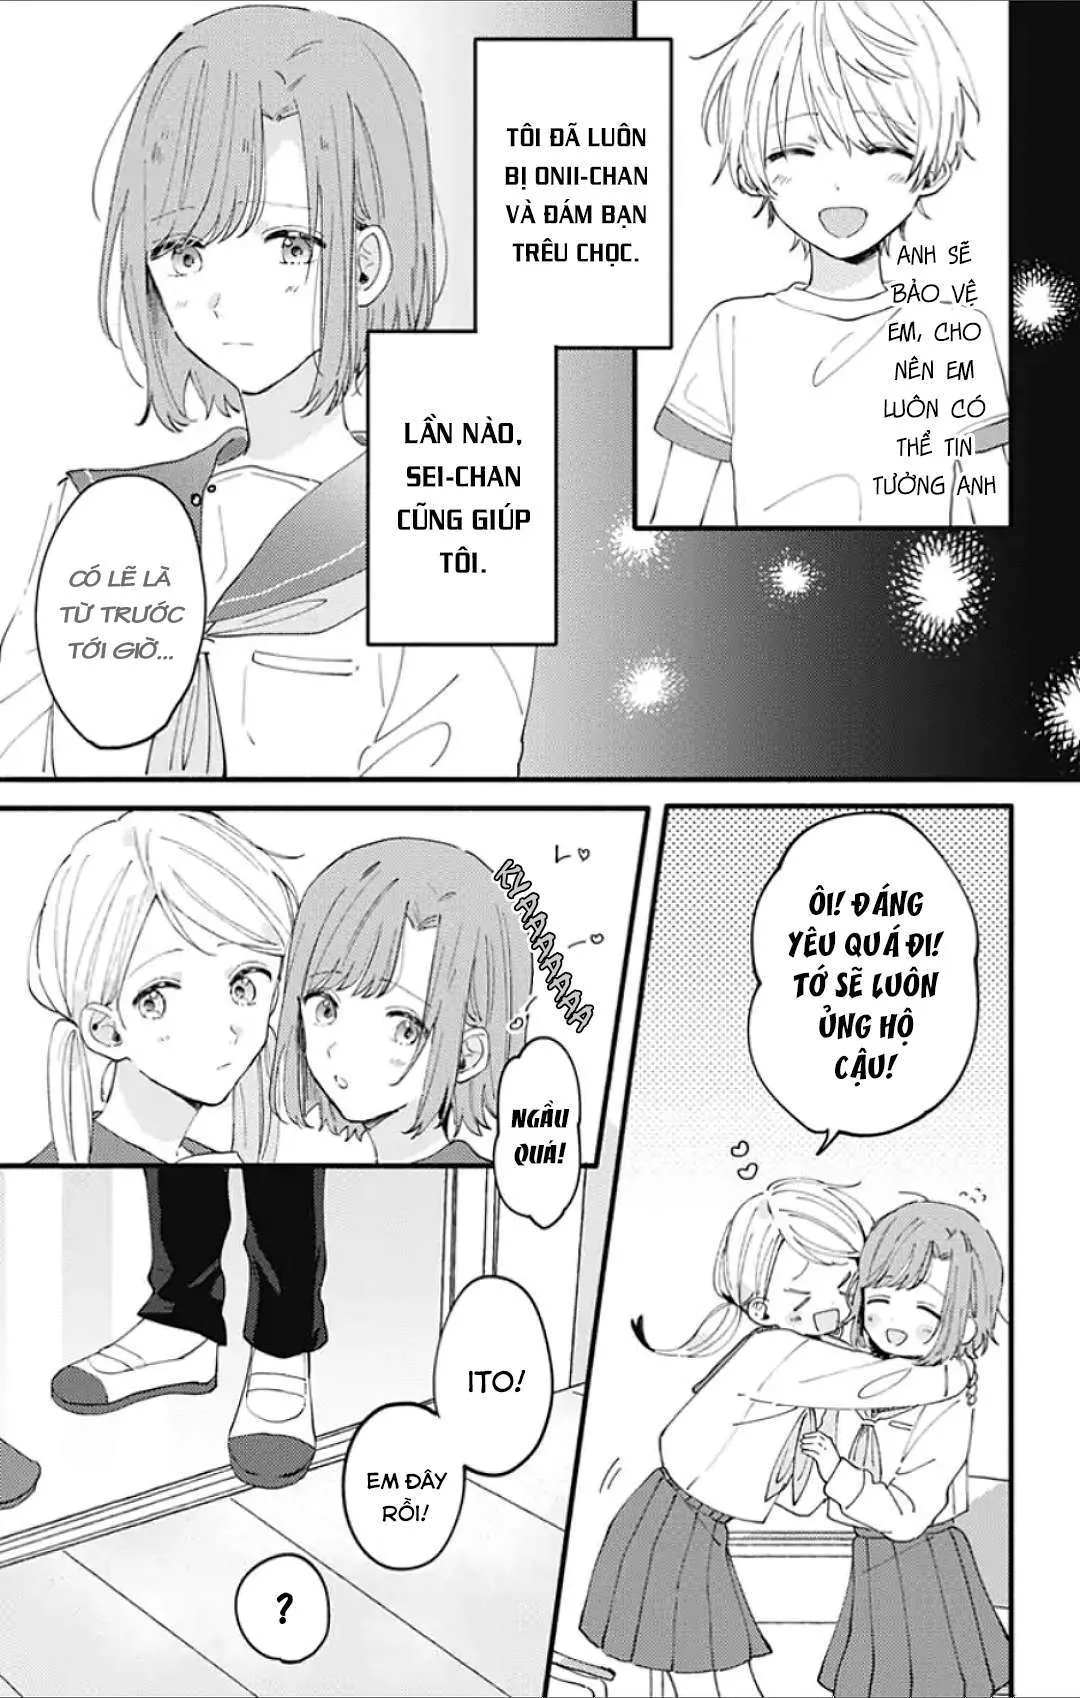 TÔI ĐÃ LUÔN
BỊ ONII-CHAN
VÀ ĐÁM BẠN
TRÊU CHỌC.
ANH SẼ
BẢO VỆ
EM, CHO
NÊN EM
LUÔN CÓ
THỂ TIN
TƯỞNG ANH
LẦN NÀO,
SEI-CHAN
CŨNG GIÚP
TÔI.
CÓ LẼ LÀ
TỪ TRƯỚC
TỚI GIỜ...
ÔI! ĐÁNG
YÊU QUÁ ĐI!
TỚ SẼ LUÔN
ỦNG HỘ
CẬU!
KYAAAAAAAA
NGẦU
QUÁ!
ITO!
EM ĐÂY
RỒI!
?